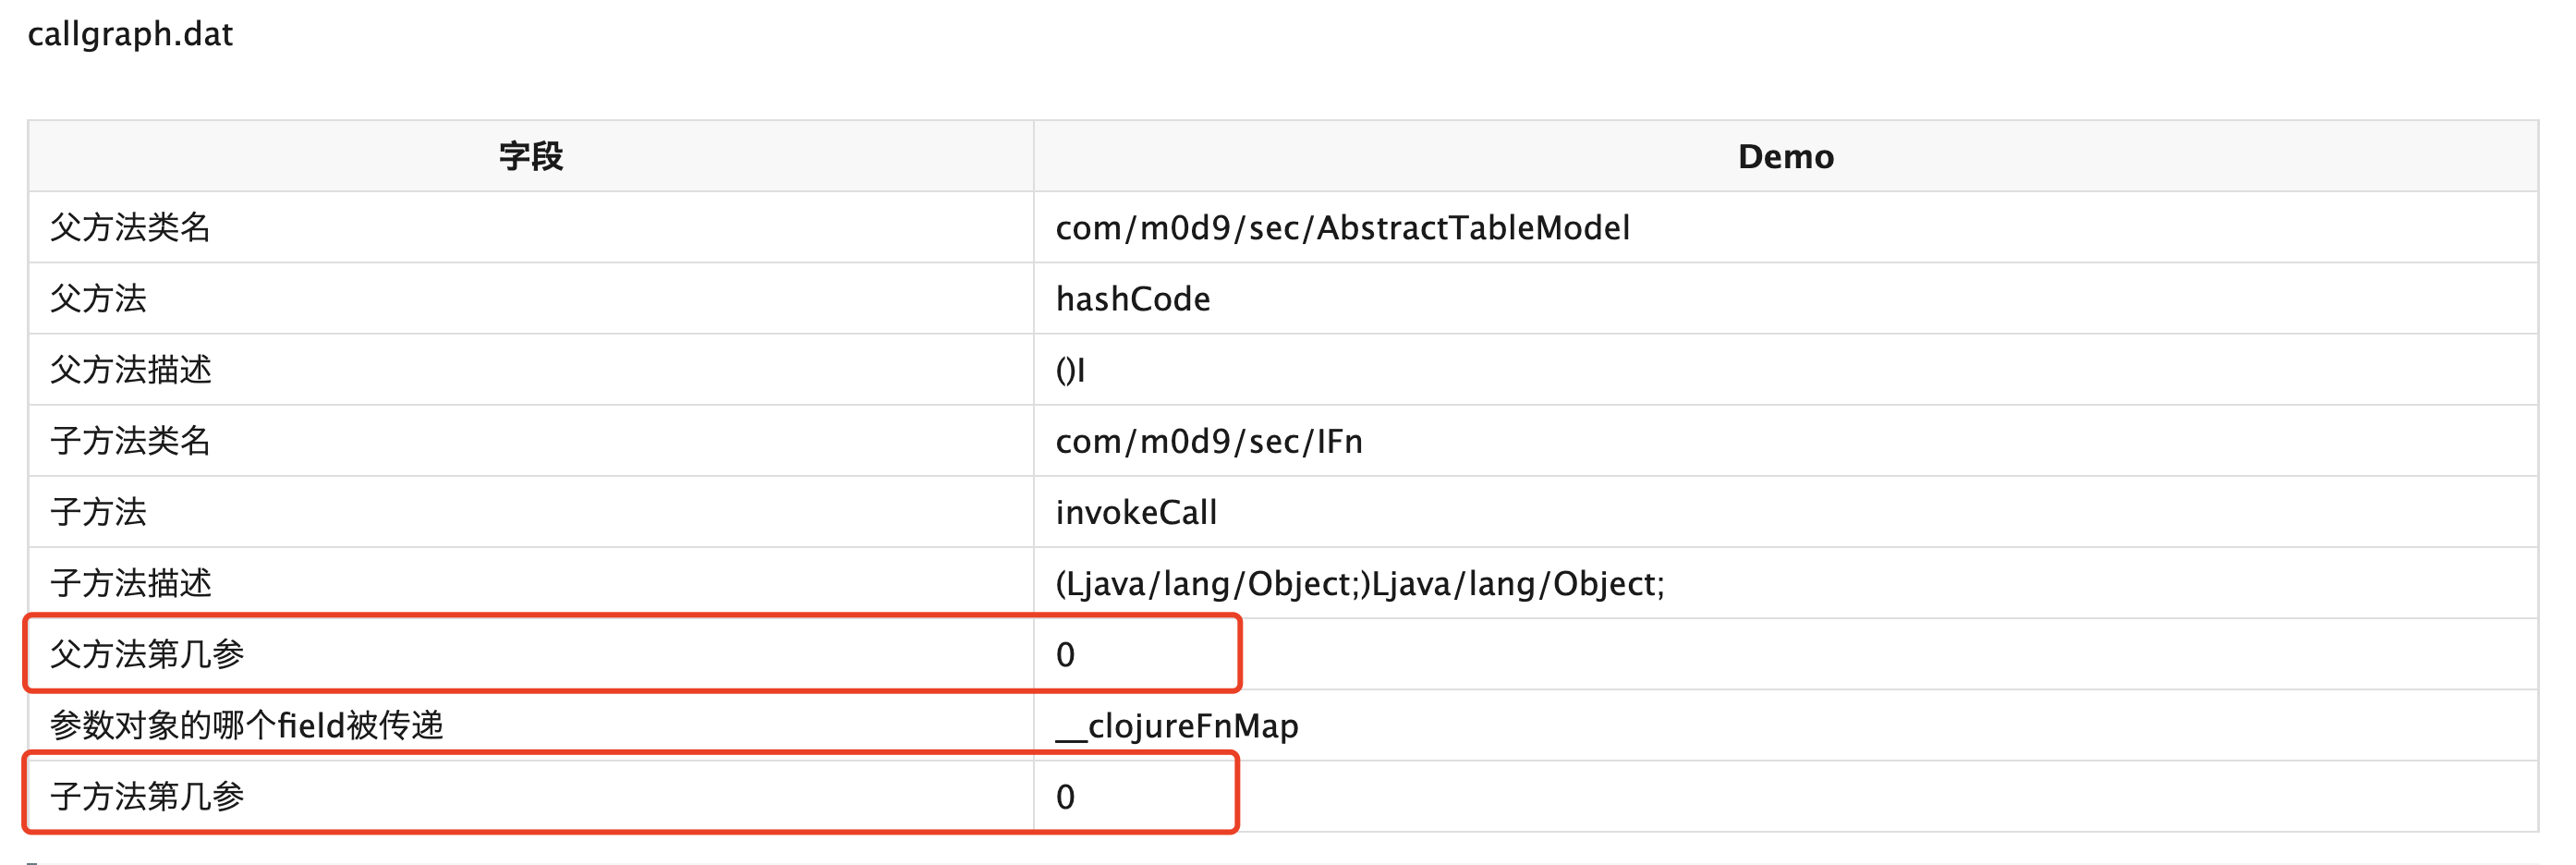 callgraph.dat
字段 Demo
父方法类名 com/m0d9/sec/AbstractTableModel
父方法 hashCode
父方法描述 ()I
子方法类名 com/m0d9/sec/IFn
子方法 invokeCall
子方法描述 (Ljava/lang/Object;)Ljava/lang/Object;
父方法第几参 0
参数对象的哪个field被传递 __clojureFnMap
子方法第几参 0